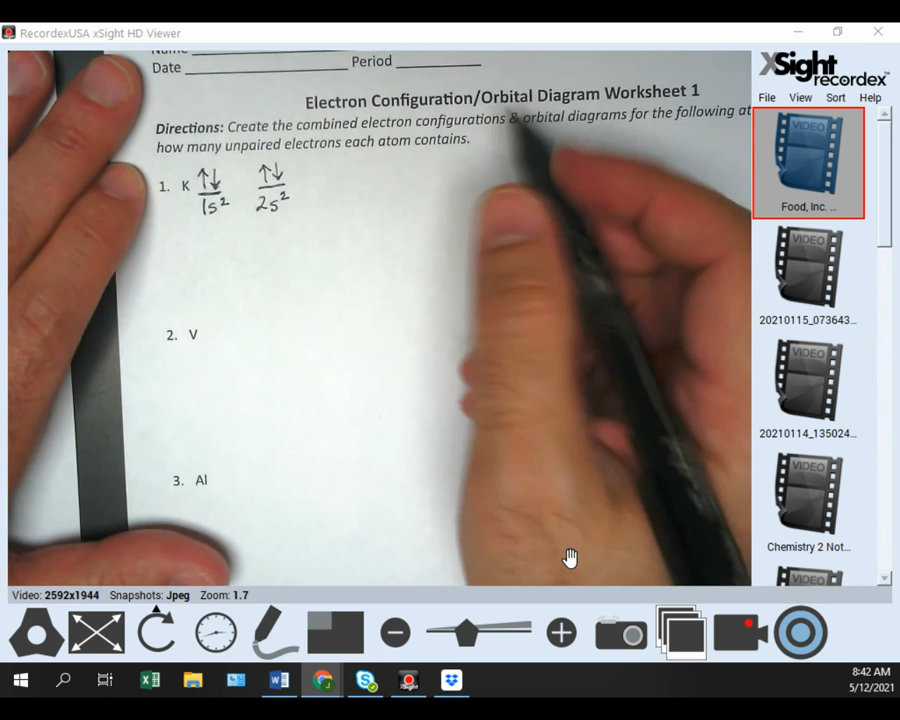 RecordexUSA xSight HD Viewer
Name
Date Period
XSight
recordex
File View Sort Help
Electron Configuration/Orbital Diagram Worksheet 1
Directions: Create the combined electron configurations & orbital diagrams for the following at
how many unpaired electrons each atom contains.
1. K ↑↓ ↑↓
1s² 2s²
2. V
3. Al
VIDEO
Food, Inc. ...
VIDEO
20210115_073643...
VIDEO
20210114_135024...
VIDEO
Chemistry 2 Not...
VIDEO
Video: 2592x1944 Snapshots: Jpeg Zoom: 1.7
8:42 AM
5/12/2021